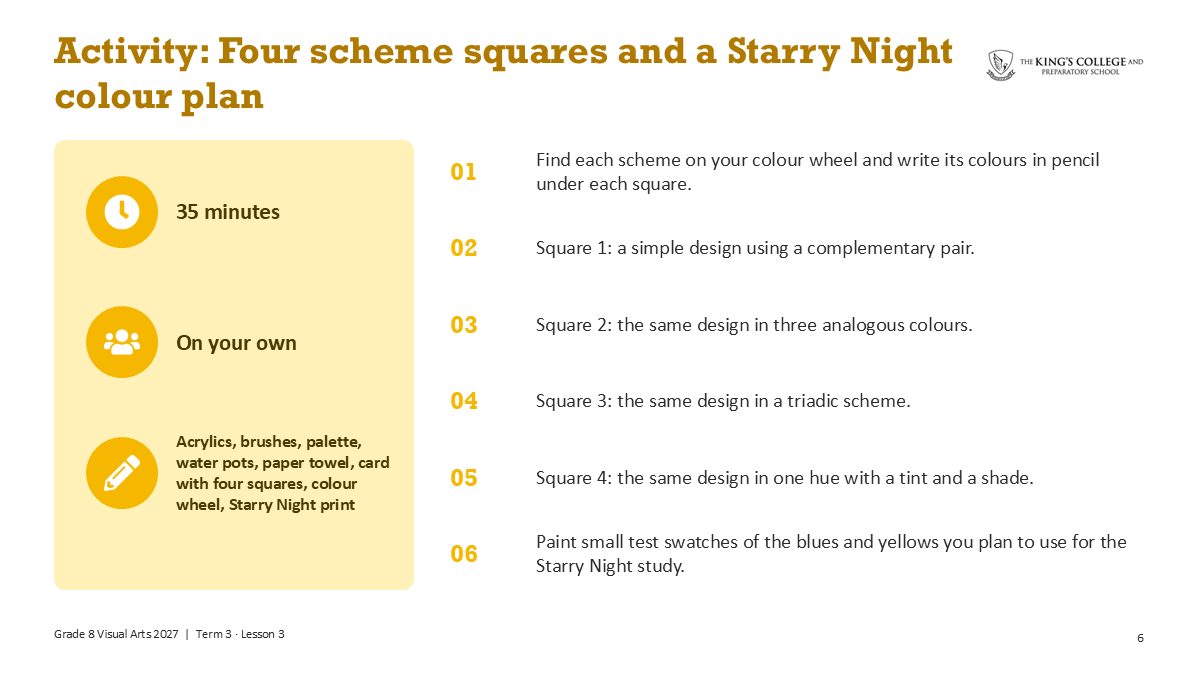 Activity: Four scheme squares and a Starry Night
colour plan
THE KING'S COLLEGE AND
PREPARATORY SCHOOL
35 minutes
On your own
Acrylics, brushes, palette,
water pots, paper towel, card
with four squares, colour
wheel, Starry Night print
01
Find each scheme on your colour wheel and write its colours in pencil
under each square.
02
Square 1: a simple design using a complementary pair.
03
Square 2: the same design in three analogous colours.
04
Square 3: the same design in a triadic scheme.
05
Square 4: the same design in one hue with a tint and a shade.
06
Paint small test swatches of the blues and yellows you plan to use for the
Starry Night study.
Grade 8 Visual Arts 2027 | Term 3 · Lesson 3
6